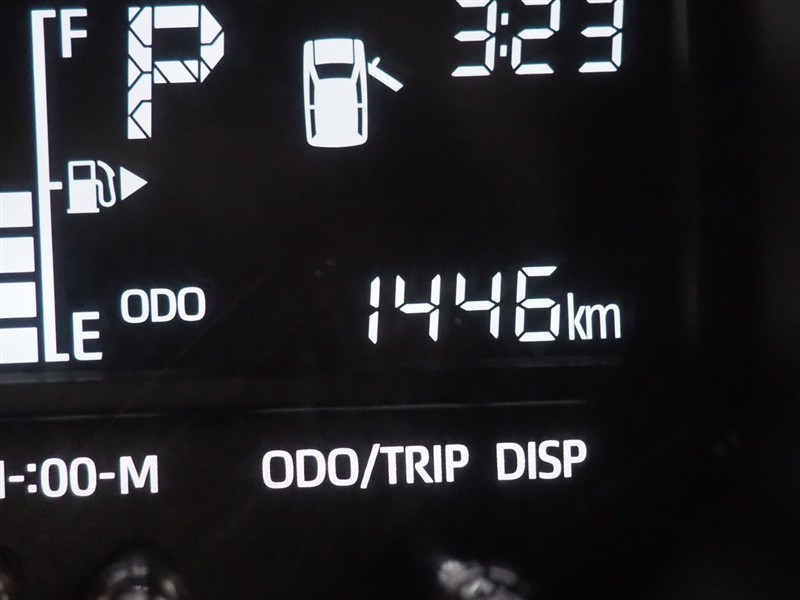 F
P
3:23
E
ODO
1446km
H-:00-M
ODO/TRIP
DISP